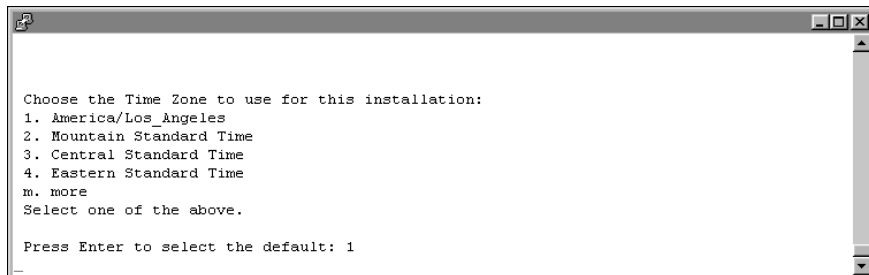 Choose the Time Zone to use for this installation:
1. America/Los_Angeles
2. Mountain Standard Time
3. Central Standard Time
4. Eastern Standard Time
m. more
Select one of the above.
Press Enter to select the default: 1